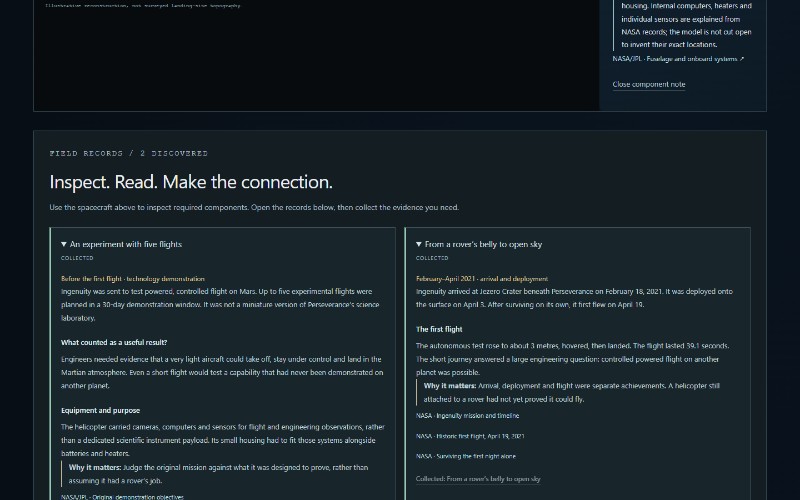 Illustrative reconstruction, not surveyed landing-site topography.
housing. Internal computers, heaters and
individual sensors are explained from
NASA records; the model is not cut open
to invent their exact locations.
NASA/JPL · Fuselage and onboard systems ↗
Close component note
FIELD RECORDS / 2 DISCOVERED
Inspect. Read. Make the connection.
Use the spacecraft above to inspect required components. Open the records below, then collect the evidence you need.
▼ An experiment with five flights
COLLECTED
Before the first flight · technology demonstration
Ingenuity was sent to test powered, controlled flight on Mars. Up to five experimental flights were
planned in a 30-day demonstration window. It was not a miniature version of Perseverance's science
laboratory.
What counted as a useful result?
Engineers needed evidence that a very light aircraft could take off, stay under control and land in the
Martian atmosphere. Even a short flight would test a capability that had never been demonstrated on
another planet.
Equipment and purpose
The helicopter carried cameras, computers and sensors for flight and engineering observations, rather
than a dedicated scientific instrument payload. Its small housing had to fit those systems alongside
batteries and heaters.
Why it matters: Judge the original mission against what it was designed to prove, rather than
assuming it had a rover's job.
NASA/JPL · Original demonstration objectives
▼ From a rover's belly to open sky
COLLECTED
February–April 2021 · arrival and deployment
Ingenuity arrived at Jezero Crater beneath Perseverance on February 18, 2021. It was deployed onto
the surface on April 3. After surviving on its own, it first flew on April 19.
The first flight
The autonomous test rose to about 3 metres, hovered, then landed. The flight lasted 39.1 seconds.
The short journey answered a large engineering question: controlled powered flight on another
planet was possible.
Why it matters: Arrival, deployment and flight were separate achievements. A helicopter still
attached to a rover had not yet proved it could fly.
NASA · Ingenuity mission and timeline
NASA · Historic first flight, April 19, 2021
NASA · Surviving the first night alone
Collected: From a rover's belly to open sky